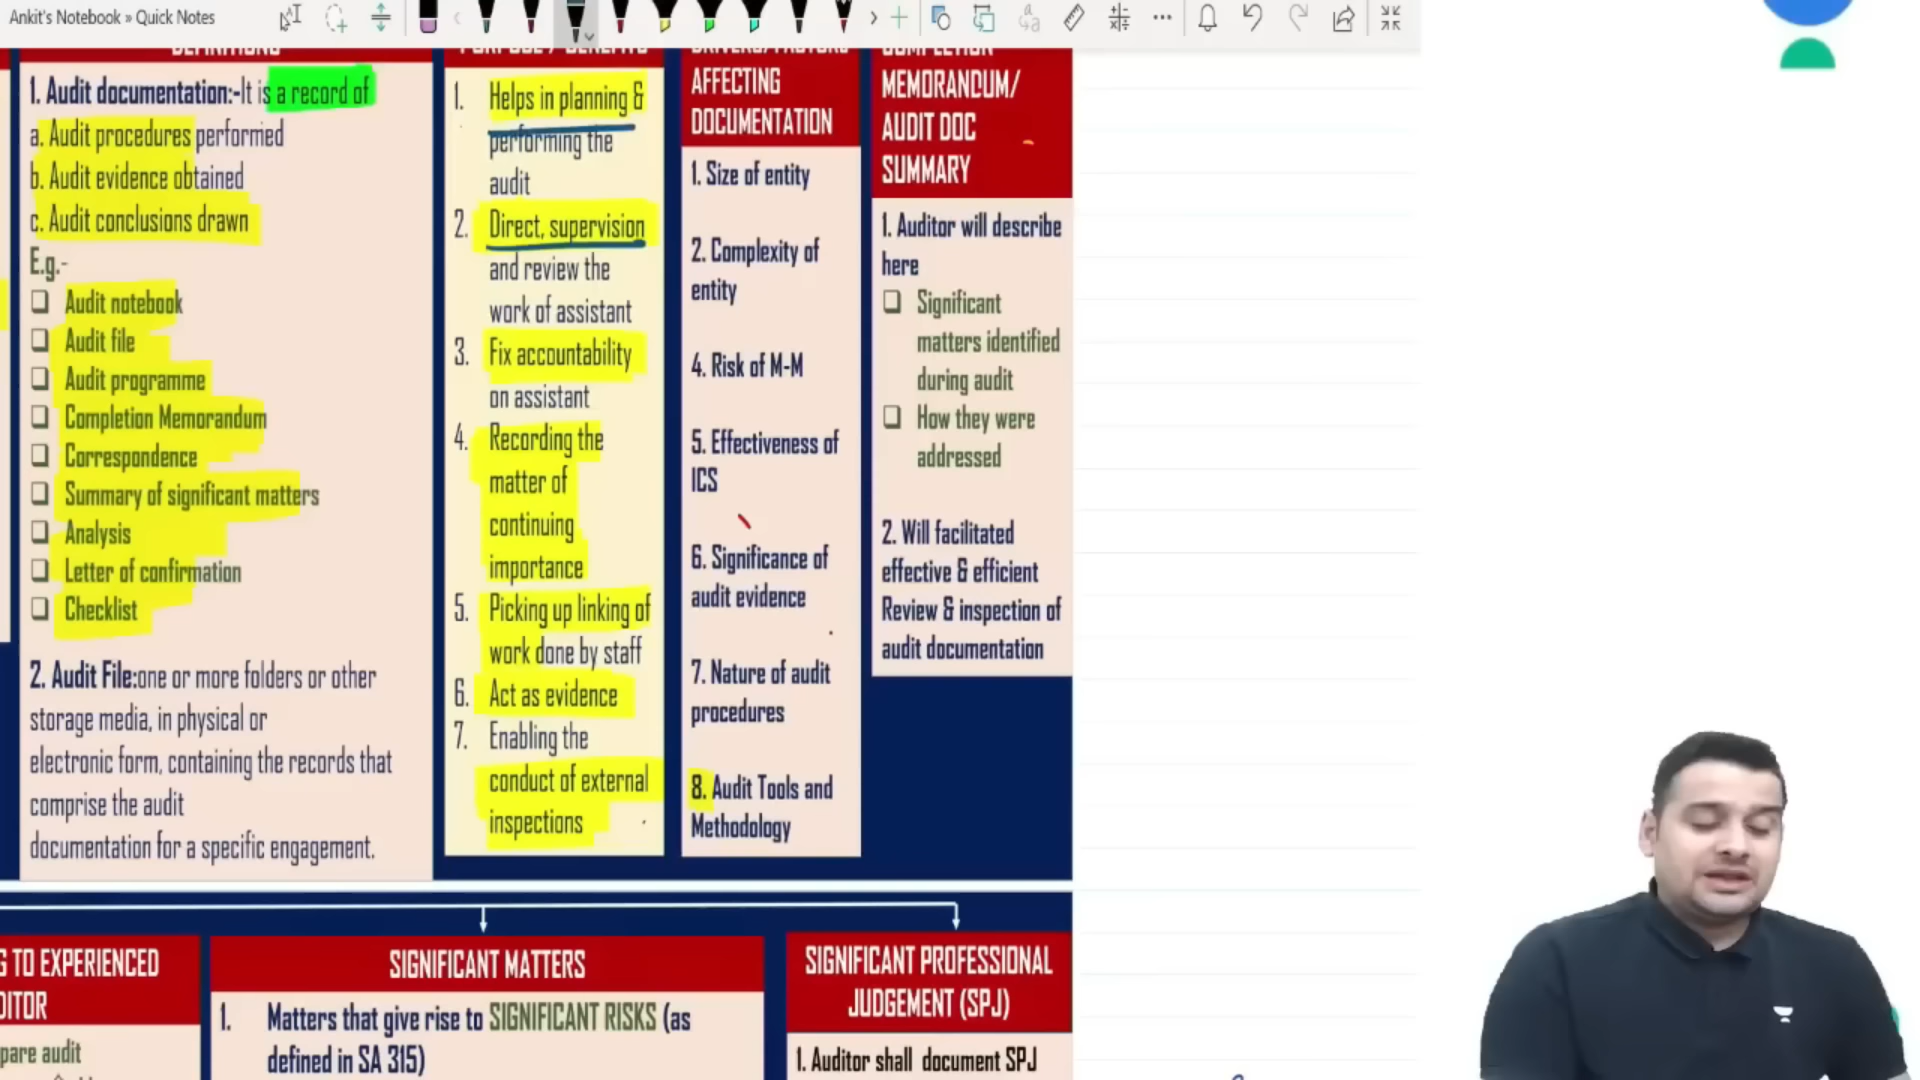 Ankit's Notebook » Quick Notes
DEFINITIONS
1. Audit documentation:-It is a record of
a. Audit procedures performed
b. Audit evidence obtained
c. Audit conclusions drawn
E.g.-
Audit notebook
Audit file
Audit programme
Completion Memorandum
Correspondence
Summary of significant matters
Analysis
Letter of confirmation
Checklist
2. Audit File:one or more folders or other
storage media, in physical or
electronic form, containing the records that
comprise the audit
documentation for a specific engagement.
PURPOSE / BENEFITS
1. Helps in planning &
performing the
audit
2. Direct, supervision
and review the
work of assistant
3. Fix accountability
on assistant
4. Recording the
matter of
continuing
importance
5. Picking up linking of
work done by staff
6. Act as evidence
7. Enabling the
conduct of external
inspections
DRIVERS/FACTORS
AFFECTING
DOCUMENTATION
1. Size of entity
2. Complexity of
entity
4. Risk of M-M
5. Effectiveness of
ICS
6. Significance of
audit evidence
7. Nature of audit
procedures
8. Audit Tools and
Methodology
COMPLETION
MEMORANDUM/
AUDIT DOC
SUMMARY
1. Auditor will describe
here
Significant
matters identified
during audit
How they were
addressed
2. Will facilitated
effective & efficient
Review & inspection of
audit documentation
G TO EXPERIENCED
DITOR
pare audit
SIGNIFICANT MATTERS
1. Matters that give rise to SIGNIFICANT RISKS (as
defined in SA 315)
SIGNIFICANT PROFESSIONAL
JUDGEMENT (SPJ)
1. Auditor shall document SPJ